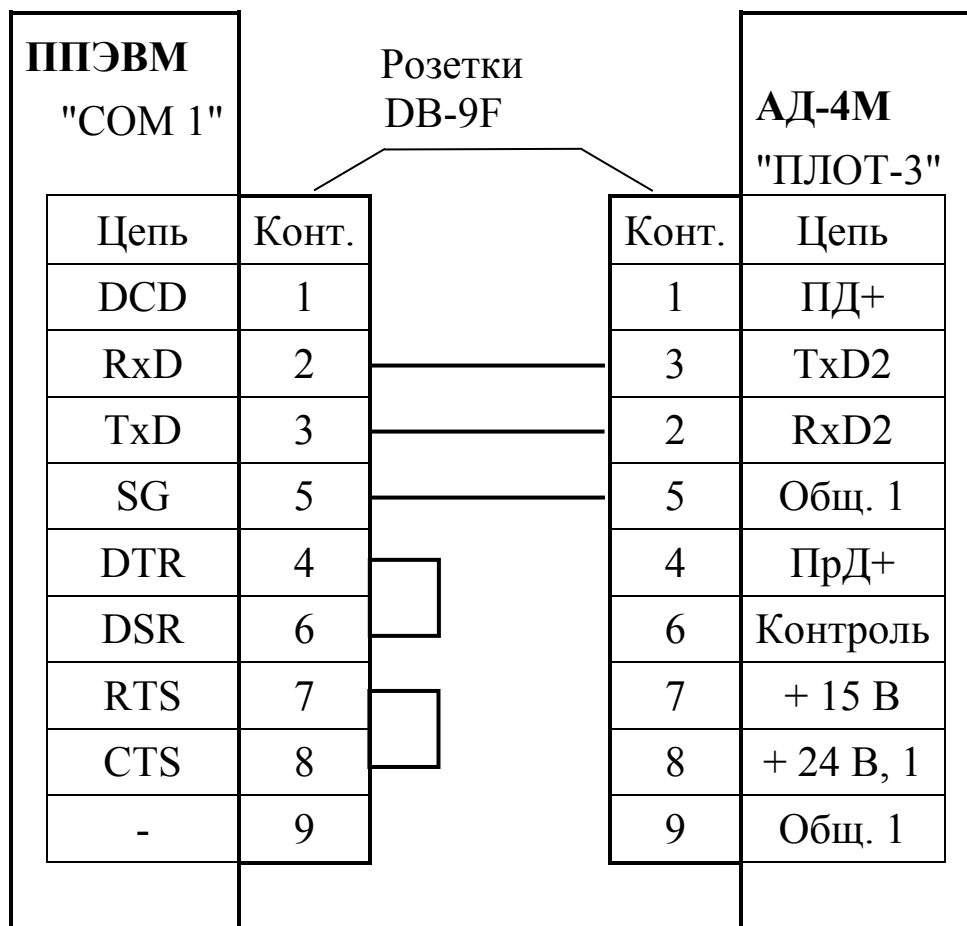 ППЭВМ
"COM 1"
Розетки
DB-9F
АД-4М
"ПЛОТ-3"
Цепь Конт. Конт. Цепь
DCD 1 1 ПД+
RxD 2 3 TxD2
TxD 3 2 RxD2
SG 5 5 Общ. 1
DTR 4 4 ПрД+
DSR 6 6 Контроль
RTS 7 7 + 15 В
CTS 8 8 + 24 В, 1
- 9 9 Общ. 1